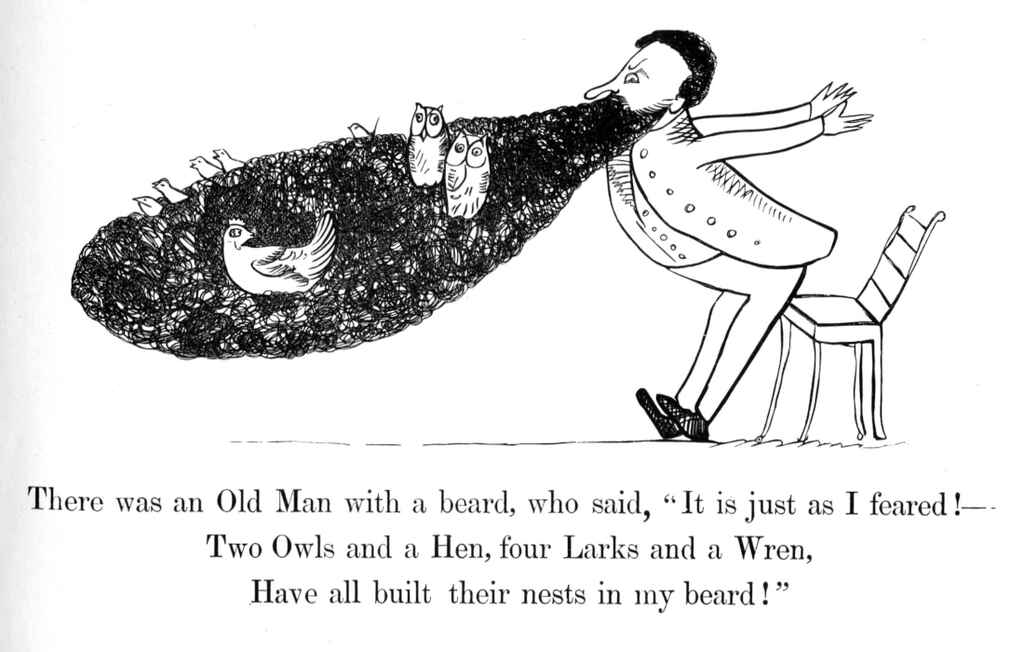 There was an Old Man with a beard, who said, “It is just as I feared!—
Two Owls and a Hen, four Larks and a Wren,
Have all built their nests in my beard!”